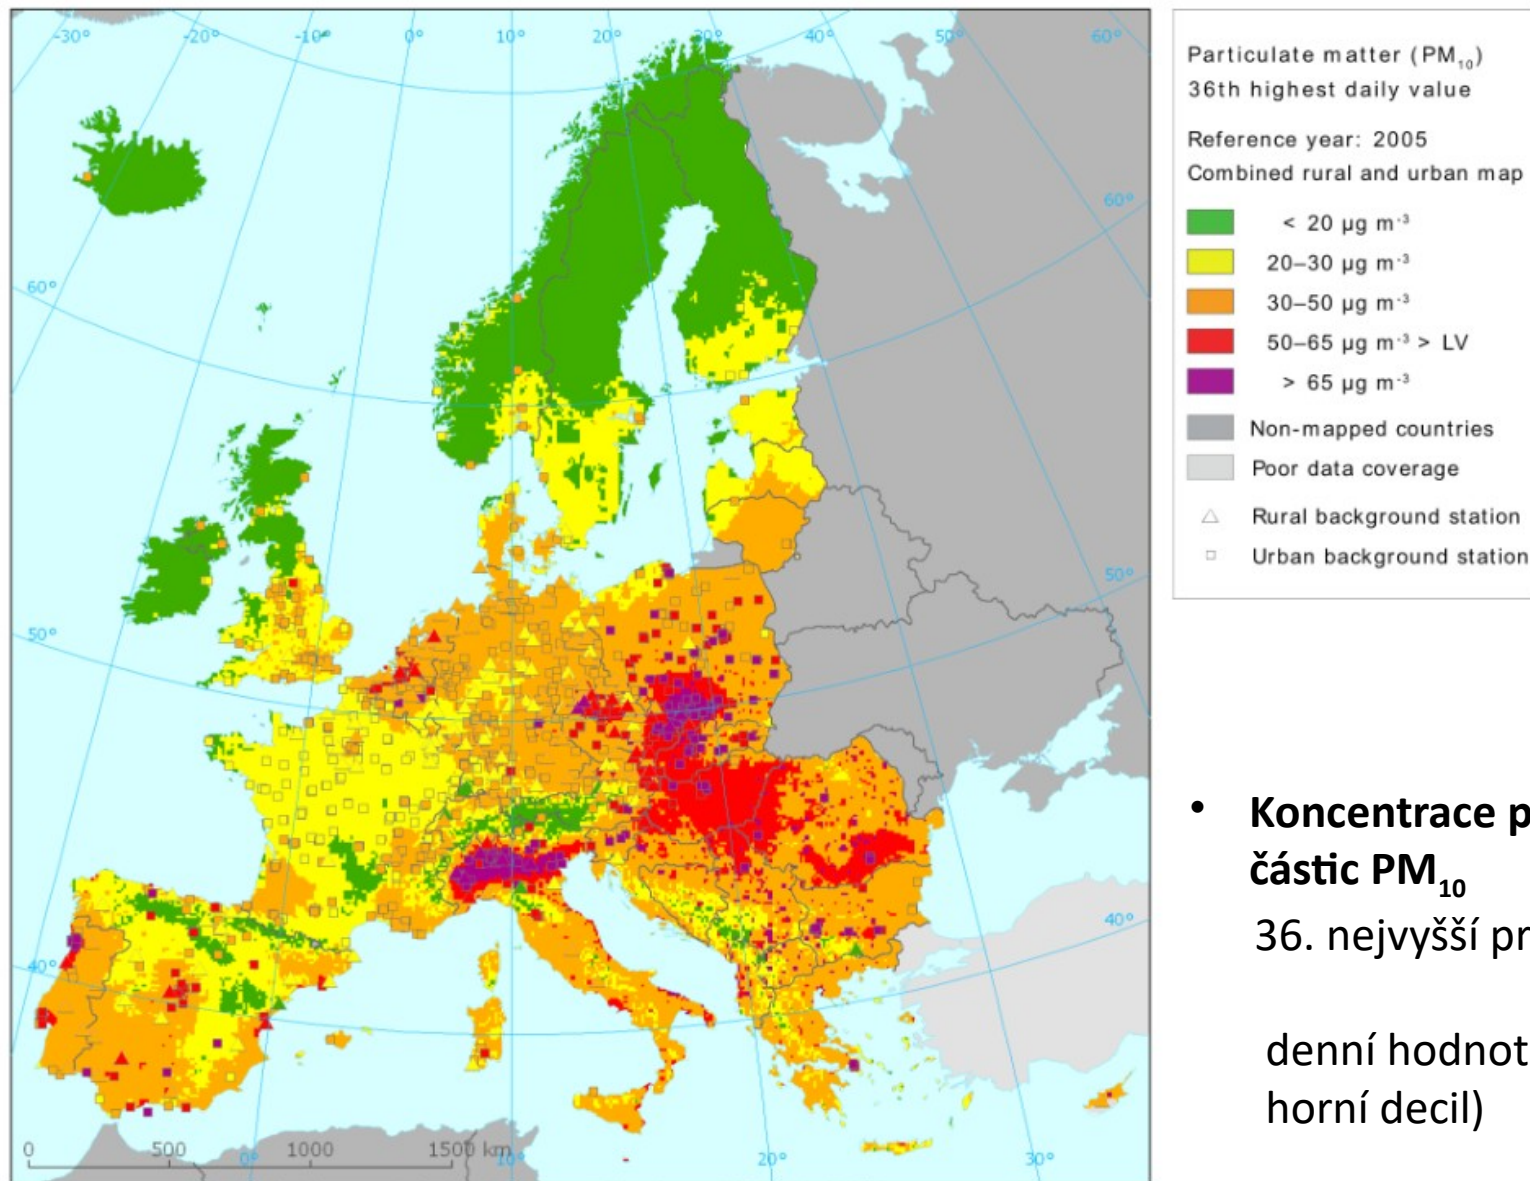 -30° -20° -10° 0° 10° 20° 30° 40° 50° 60°
60°
60°
50°
50°
40°
40°
0 500 1000 1500 km
0° 10° 20° 30°
Particulate matter (PM₁₀)
36th highest daily value
Reference year: 2005
Combined rural and urban map
< 20 µg m⁻³
20–30 µg m⁻³
30–50 µg m⁻³
50–65 µg m⁻³ > LV
> 65 µg m⁻³
Non-mapped countries
Poor data coverage
Rural background station
Urban background station
• Koncentrace p
částic PM₁₀
36. nejvyšší pr
denní hodnot
horní decil)